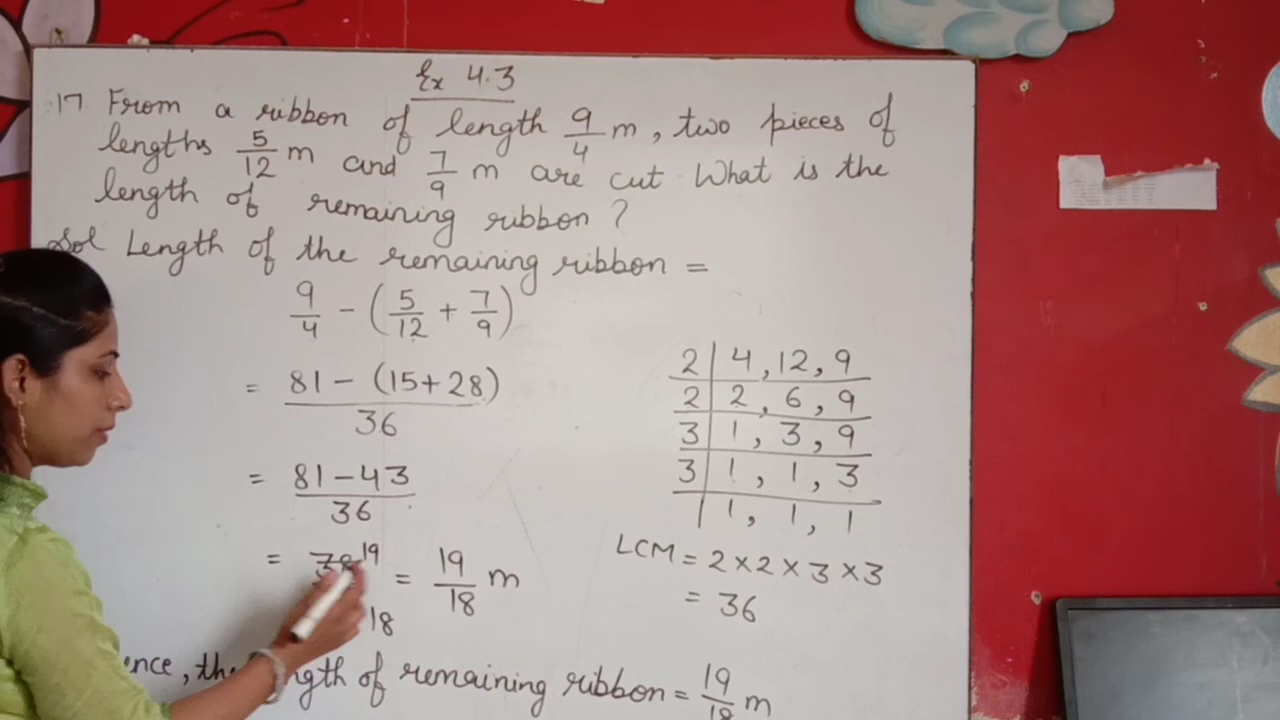 Ex 4.3
17 From a ribbon of length 9/4 m, two pieces of
lengths 5/12 m and 7/9 m are cut. What is the
length of remaining ribbon?
Sol Length of the remaining ribbon =
9/4 - (5/12 + 7/9)
= 81 - (15+28) / 36
= 81-43 / 36
= 38 19 / 18 = 19/18 m
ence, the length of remaining ribbon = 19/18 m
2 | 4, 12, 9
2 | 2, 6, 9
3 | 1, 3, 9
3 | 1, 1, 3
| 1, 1, 1
LCM = 2×2×3×3
= 36